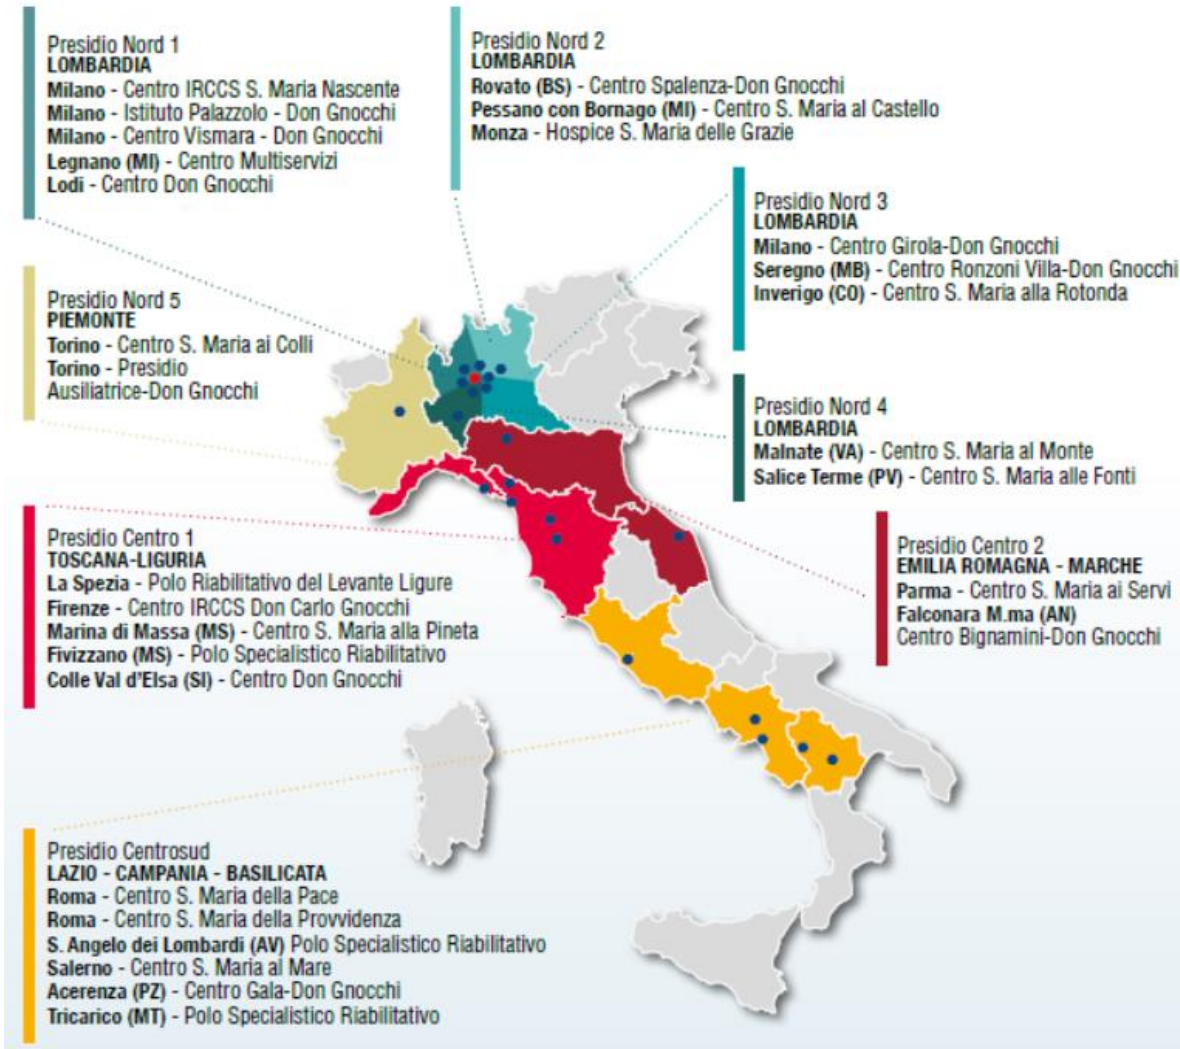 Presidio Nord 1
LOMBARDIA
Milano - Centro IRCCS S. Maria Nascente
Milano - Istituto Palazzolo - Don Gnocchi
Milano - Centro Vismara - Don Gnocchi
Legnano (MI) - Centro Multiservizi
Lodi - Centro Don Gnocchi
Presidio Nord 2
LOMBARDIA
Rovato (BS) - Centro Spalenza-Don Gnocchi
Pessano con Bornago (MI) - Centro S. Maria al Castello
Monza - Hospice S. Maria delle Grazie
Presidio Nord 3
LOMBARDIA
Milano - Centro Girola-Don Gnocchi
Seregno (MB) - Centro Ronzoni Villa-Don Gnocchi
Inverigo (CO) - Centro S. Maria alla Rotonda
Presidio Nord 5
PIEMONTE
Torino - Centro S. Maria ai Colli
Torino - Presidio
Ausiliatrice-Don Gnocchi
Presidio Nord 4
LOMBARDIA
Malnate (VA) - Centro S. Maria al Monte
Salice Terme (PV) - Centro S. Maria alle Fonti
Presidio Centro 1
TOSCANA-LIGURIA
La Spezia - Polo Riabilitativo del Levante Ligure
Firenze - Centro IRCCS Don Carlo Gnocchi
Marina di Massa (MS) - Centro S. Maria alla Pineta
Fivizzano (MS) - Polo Specialistico Riabilitativo
Colle Val d'Elsa (SI) - Centro Don Gnocchi
Presidio Centro 2
EMILIA ROMAGNA - MARCHE
Parma - Centro S. Maria ai Servi
Falconara M.ma (AN)
Centro Bignamini-Don Gnocchi
Presidio Centrosud
LAZIO - CAMPANIA - BASILICATA
Roma - Centro S. Maria della Pace
Roma - Centro S. Maria della Provvidenza
S. Angelo dei Lombardi (AV) Polo Specialistico Riabilitativo
Salerno - Centro S. Maria al Mare
Acerenza (PZ) - Centro Gala-Don Gnocchi
Tricarico (MT) - Polo Specialistico Riabilitativo